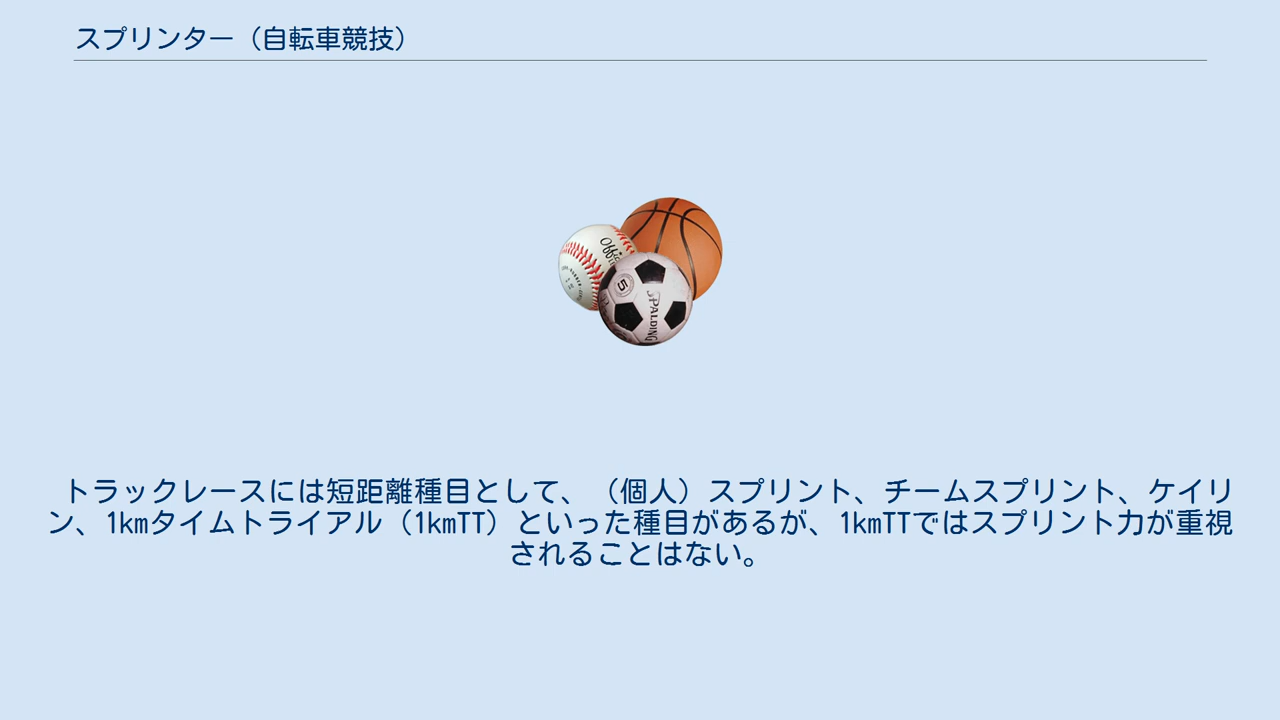 スプリンター（自転車競技）
Official
5
SPALDING
トラックレースには短距離種目として、（個人）スプリント、チームスプリント、ケイリ
ン、1kmタイムトライアル（1kmTT）といった種目があるが、1kmTTではスプリント力が重視
されることはない。